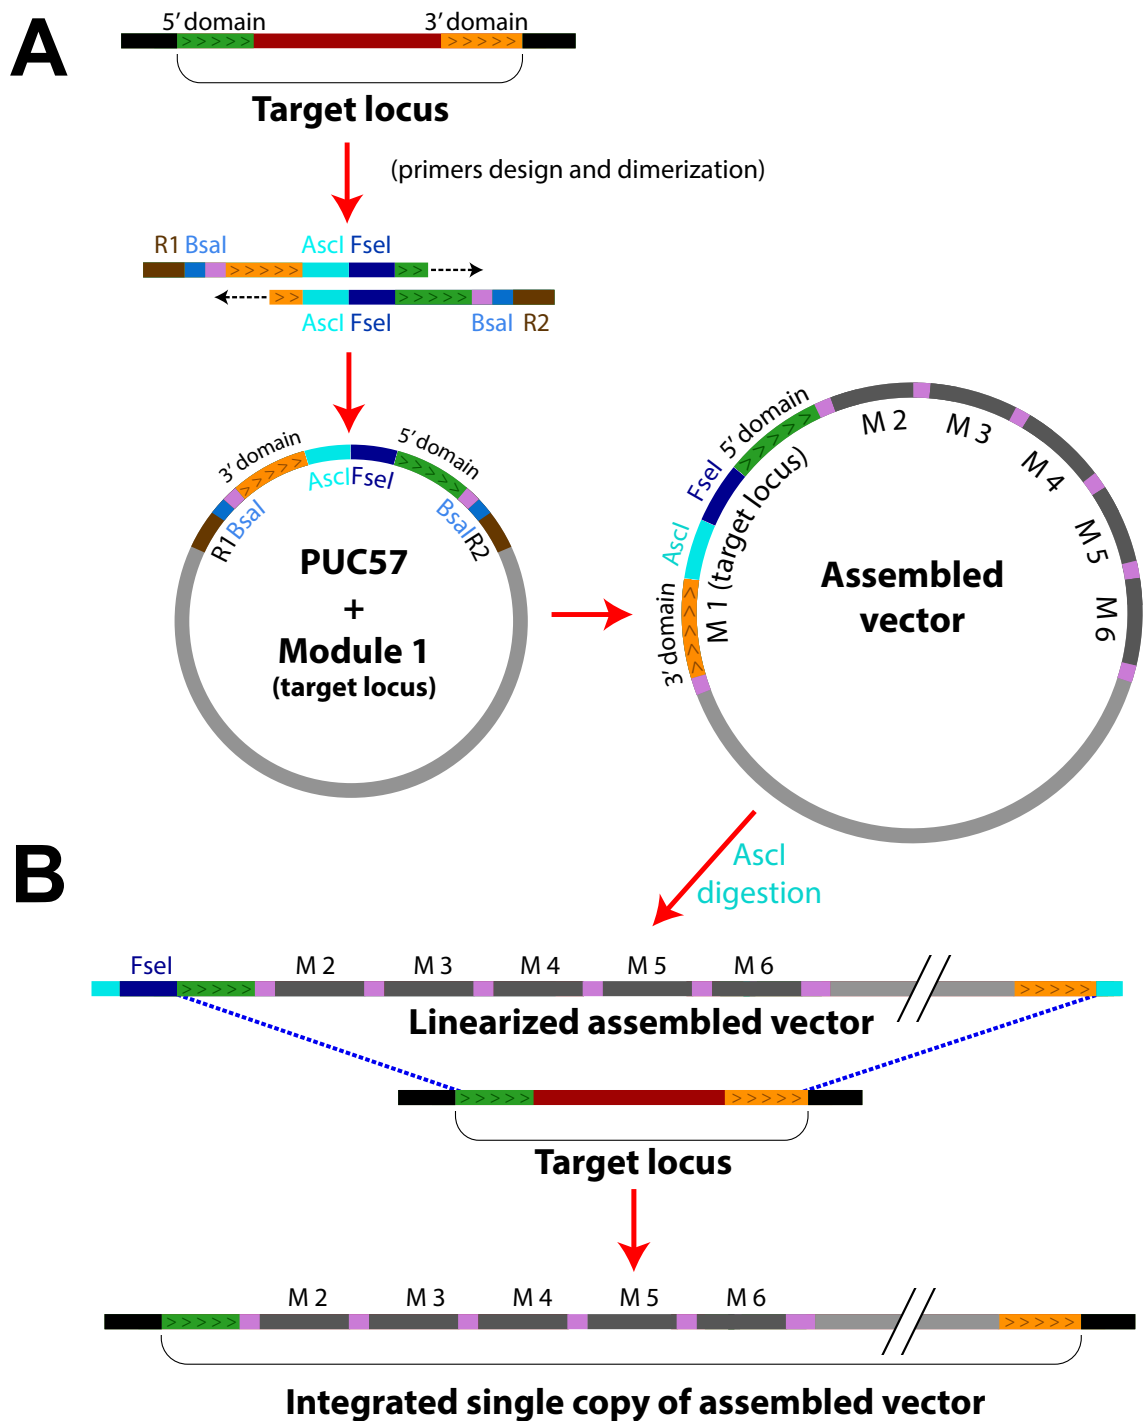 A
5’ domain 3’ domain
> > > > > > > > > >
Target locus
(primers design and dimerization)
R1 BsaI AscI FseI
> > > > > > >
> > > > > > >
AscI FseI BsaI R2
3’ domain 5’ domain
> > > > > > > > > >
AscI FseI
R1 BsaI BsaI R2
PUC57
+
Module 1
(target locus)
3’ domain AscI FseI 5’ domain
> > > > > > > > > >
M 1 (target locus)
M 2 M 3 M 4 M 5 M 6
Assembled
vector
B
AscI
digestion
FseI M 2 M 3 M 4 M 5 M 6
> > > > > // > > > > >
Linearized assembled vector
> > > > > > > > > >
Target locus
M 2 M 3 M 4 M 5 M 6
> > > > > // > > > > >
Integrated single copy of assembled vector